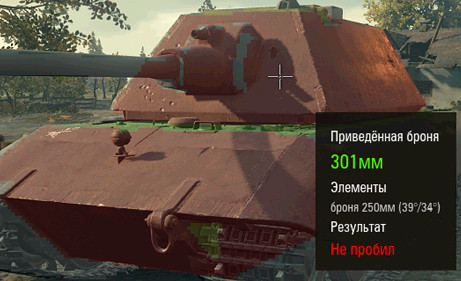 Приведённая броня
301мм
Элементы
броня 250мм (39°/34°)
Результат
Не пробил